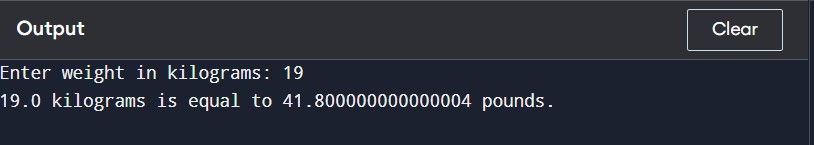 Output
Clear
Enter weight in kilograms: 19
19.0 kilograms is equal to 41.800000000000004 pounds.